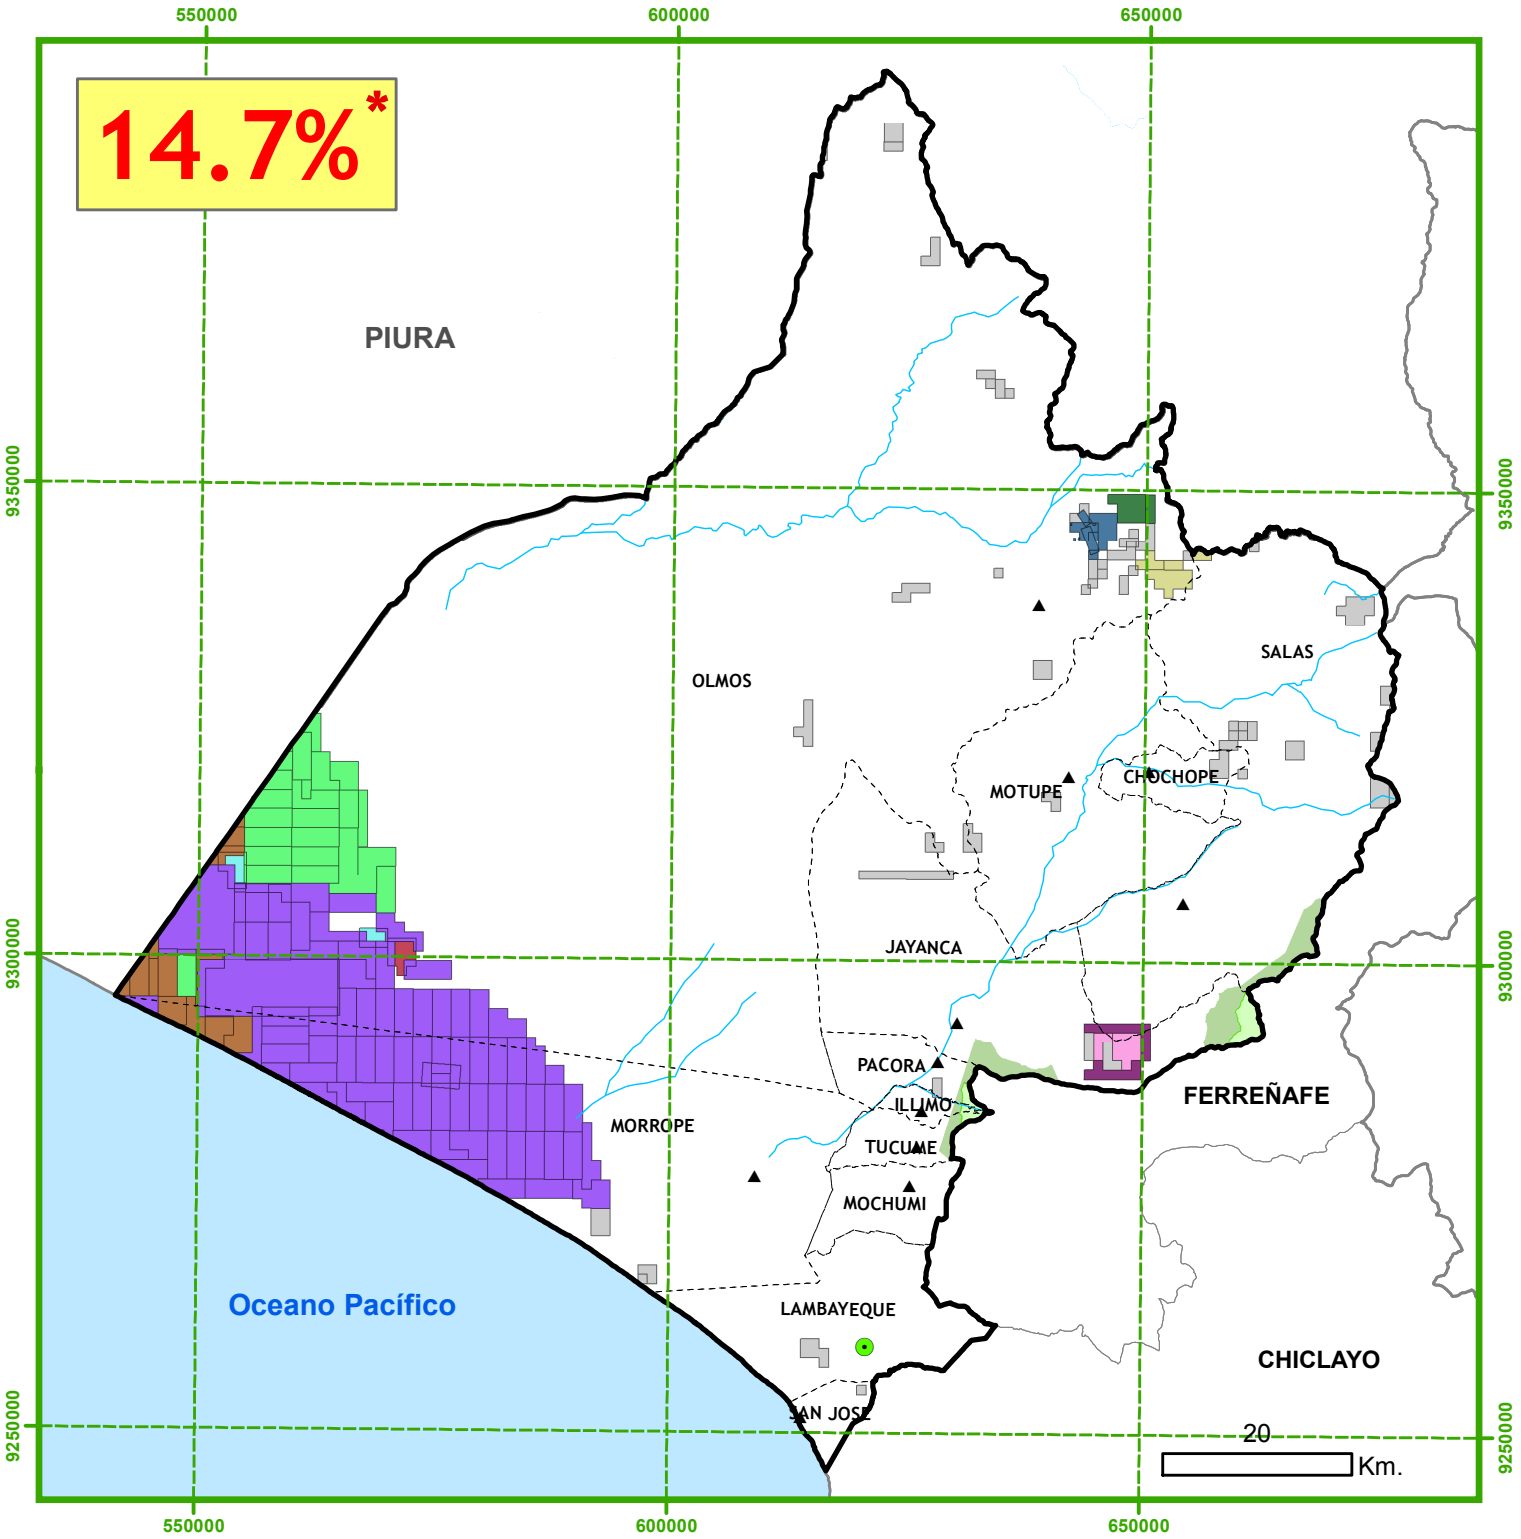 550000
600000
650000
14.7%*
PIURA
9350000
9350000
SALAS
OLMOS
CHOCHOPE
MOTUPE
9300000
JAYANCA
9300000
PACORA
FERREÑAFE
ILLIMO
MORROPE
TUCUME
MOCHUMI
Oceano Pacífico
LAMBAYEQUE
CHICLAYO
SAN JOSE
9250000
20
9250000
Km.
550000
600000
650000